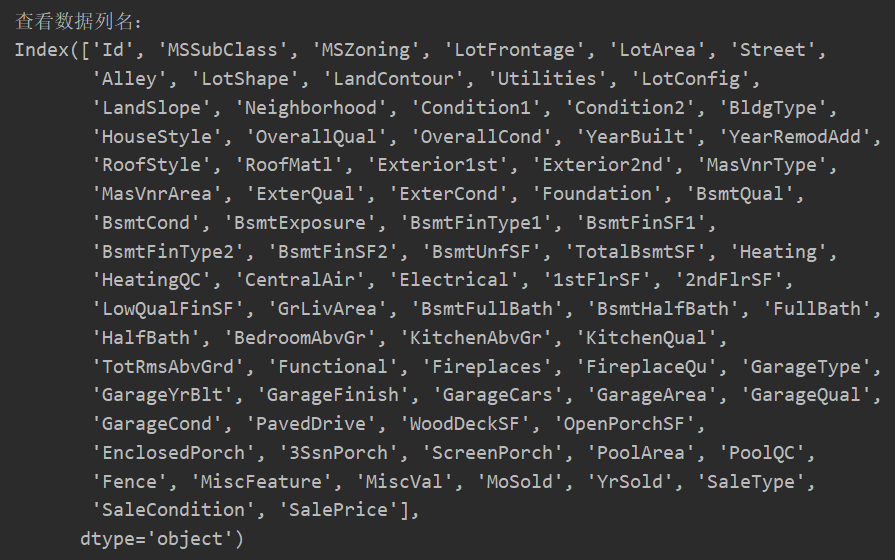 查看数据列名:
Index(['Id', 'MSSubClass', 'MSZoning', 'LotFrontage', 'LotArea', 'Street',
'Alley', 'LotShape', 'LandContour', 'Utilities', 'LotConfig',
'LandSlope', 'Neighborhood', 'Condition1', 'Condition2', 'BldgType',
'HouseStyle', 'OverallQual', 'OverallCond', 'YearBuilt', 'YearRemodAdd',
'RoofStyle', 'RoofMatl', 'Exterior1st', 'Exterior2nd', 'MasVnrType',
'MasVnrArea', 'ExterQual', 'ExterCond', 'Foundation', 'BsmtQual',
'BsmtCond', 'BsmtExposure', 'BsmtFinType1', 'BsmtFinSF1',
'BsmtFinType2', 'BsmtFinSF2', 'BsmtUnfSF', 'TotalBsmtSF', 'Heating',
'HeatingQC', 'CentralAir', 'Electrical', '1stFlrSF', '2ndFlrSF',
'LowQualFinSF', 'GrLivArea', 'BsmtFullBath', 'BsmtHalfBath', 'FullBath',
'HalfBath', 'BedroomAbvGr', 'KitchenAbvGr', 'KitchenQual',
'TotRmsAbvGrd', 'Functional', 'Fireplaces', 'FireplaceQu', 'GarageType',
'GarageYrBlt', 'GarageFinish', 'GarageCars', 'GarageArea', 'GarageQual',
'GarageCond', 'PavedDrive', 'WoodDeckSF', 'OpenPorchSF',
'EnclosedPorch', '3SsnPorch', 'ScreenPorch', 'PoolArea', 'PoolQC',
'Fence', 'MiscFeature', 'MiscVal', 'MoSold', 'YrSold', 'SaleType',
'SaleCondition', 'SalePrice'],
dtype='object')